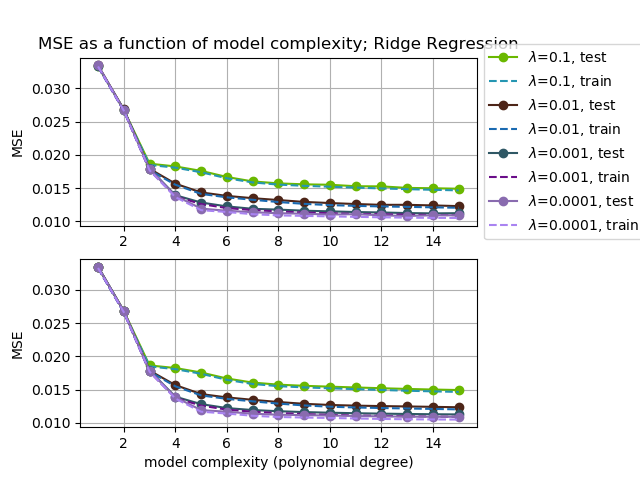 MSE as a function of model complexity; Ridge Regression
MSE
0.030
0.025
0.020
0.015
0.010
2 4 6 8 10 12 14
λ=0.1, test
λ=0.1, train
λ=0.01, test
λ=0.01, train
λ=0.001, test
λ=0.001, train
λ=0.0001, test
λ=0.0001, train
MSE
0.030
0.025
0.020
0.015
0.010
2 4 6 8 10 12 14
model complexity (polynomial degree)